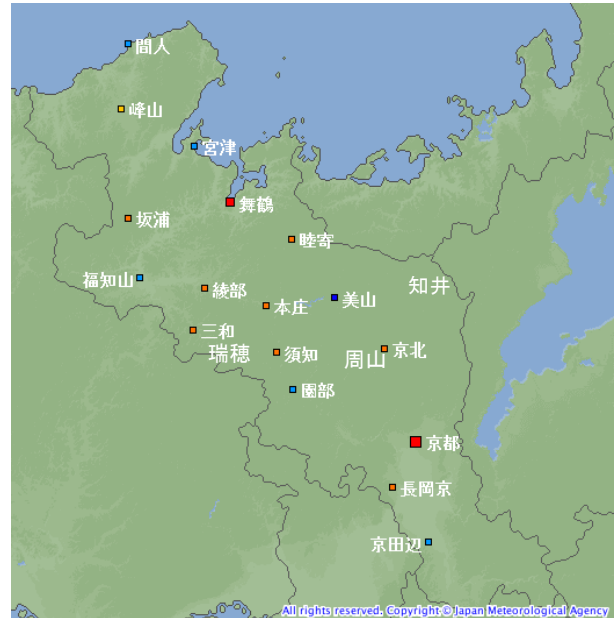 間人
峰山
宮津
舞鶴
坂浦
睦寄
福知山
綾部
本庄
美山
知井
三和
瑞穂
須知
周山
京北
園部
京都
長岡京
京田辺
All rights reserved. Copyright © Japan Meteorological Agency